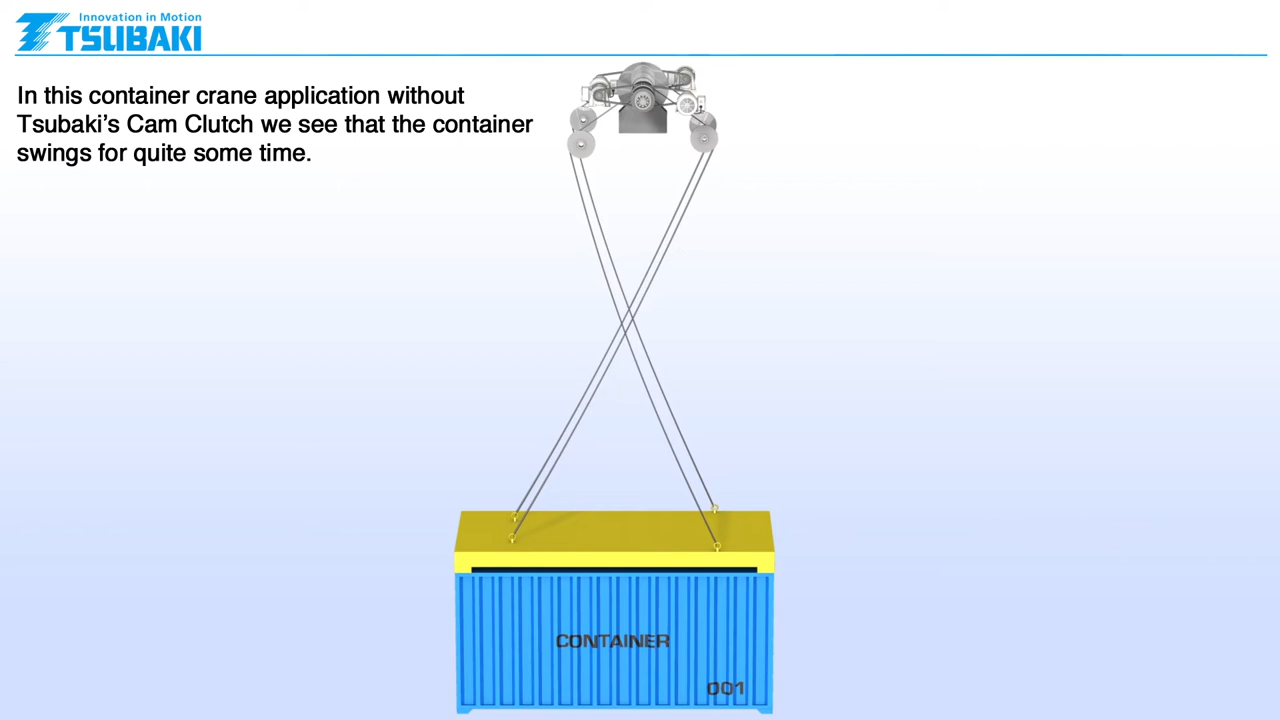 Innovation in Motion
TSUBAKI
In this container crane application without
Tsubaki’s Cam Clutch we see that the container
swings for quite some time.
CONTAINER
001